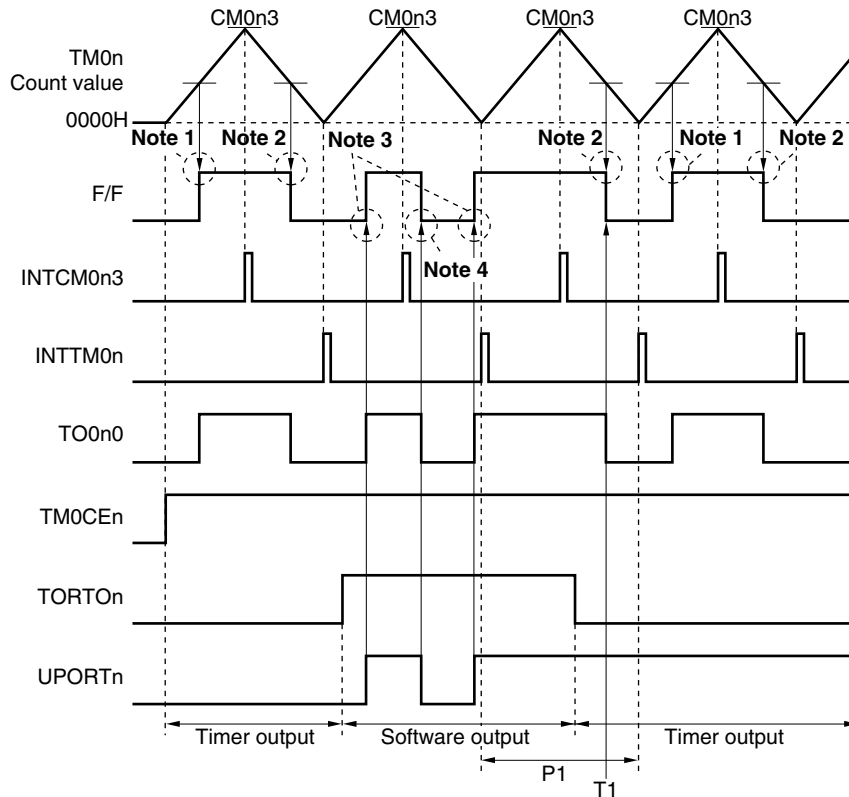 CM0n3 CM0n3 CM0n3 CM0n3
TM0n
Count value
0000H
Note 1 Note 2 Note 3 Note 2 Note 1 Note 2
F/F
Note 4
INTCM0n3
INTTM0n
TO0n0
TM0CEn
TORTOn
UPORTn
Timer output Software output Timer output
P1
T1